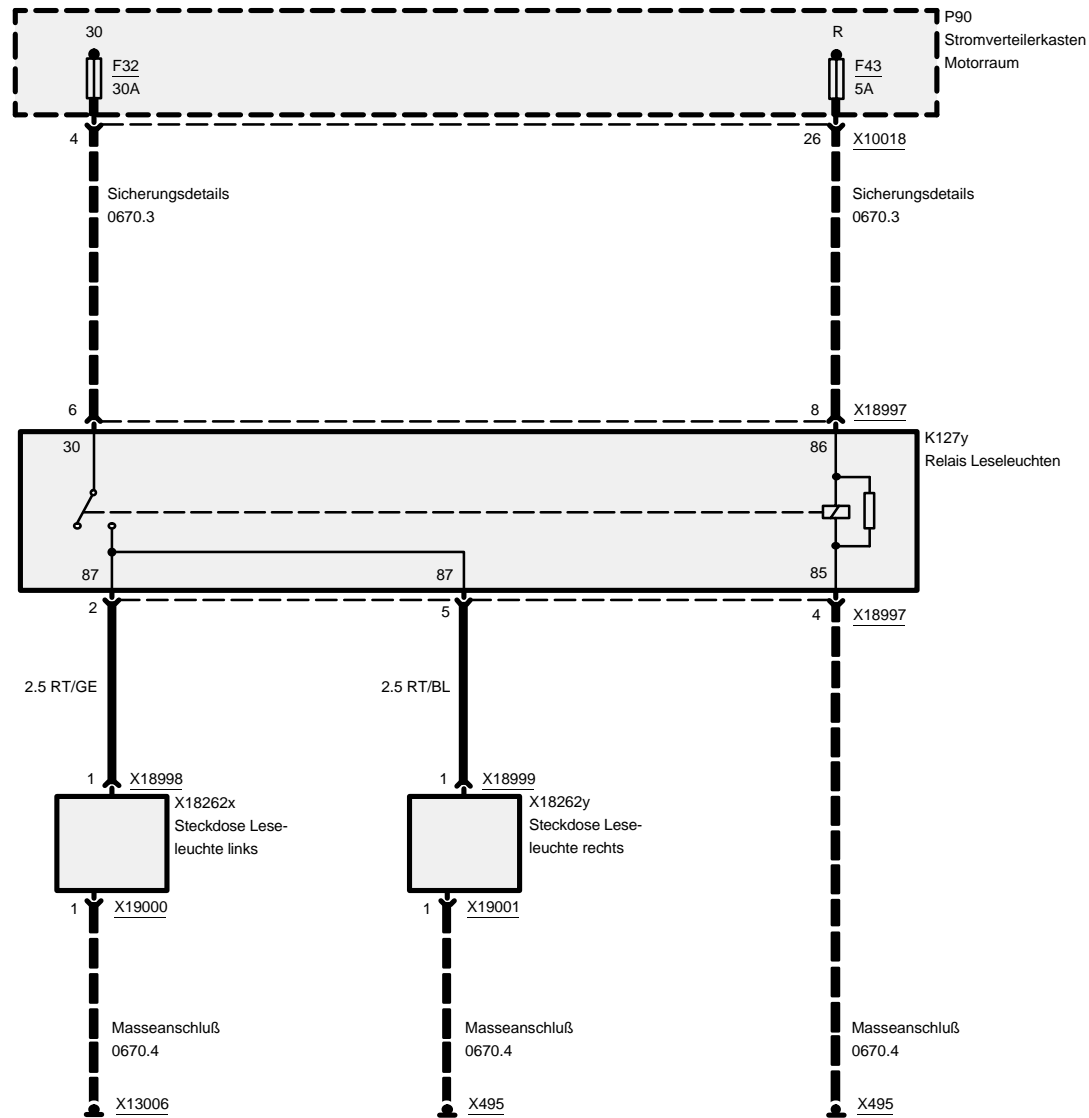 P90
Stromverteilerkasten
Motorraum
30
R
F32
30A
F43
5A
4
26
X10018
Sicherungsdetails
0670.3
Sicherungsdetails
0670.3
6
8
X18997
30
86
K127y
Relais Leseleuchten
87
87
85
2
5
4
X18997
2.5 RT/GE
2.5 RT/BL
1
X18998
1
X18999
X18262x
Steckdose Lese-
leuchte links
X18262y
Steckdose Lese-
leuchte rechts
1
X19000
1
X19001
Masseanschluß
0670.4
Masseanschluß
0670.4
Masseanschluß
0670.4
X13006
X495
X495